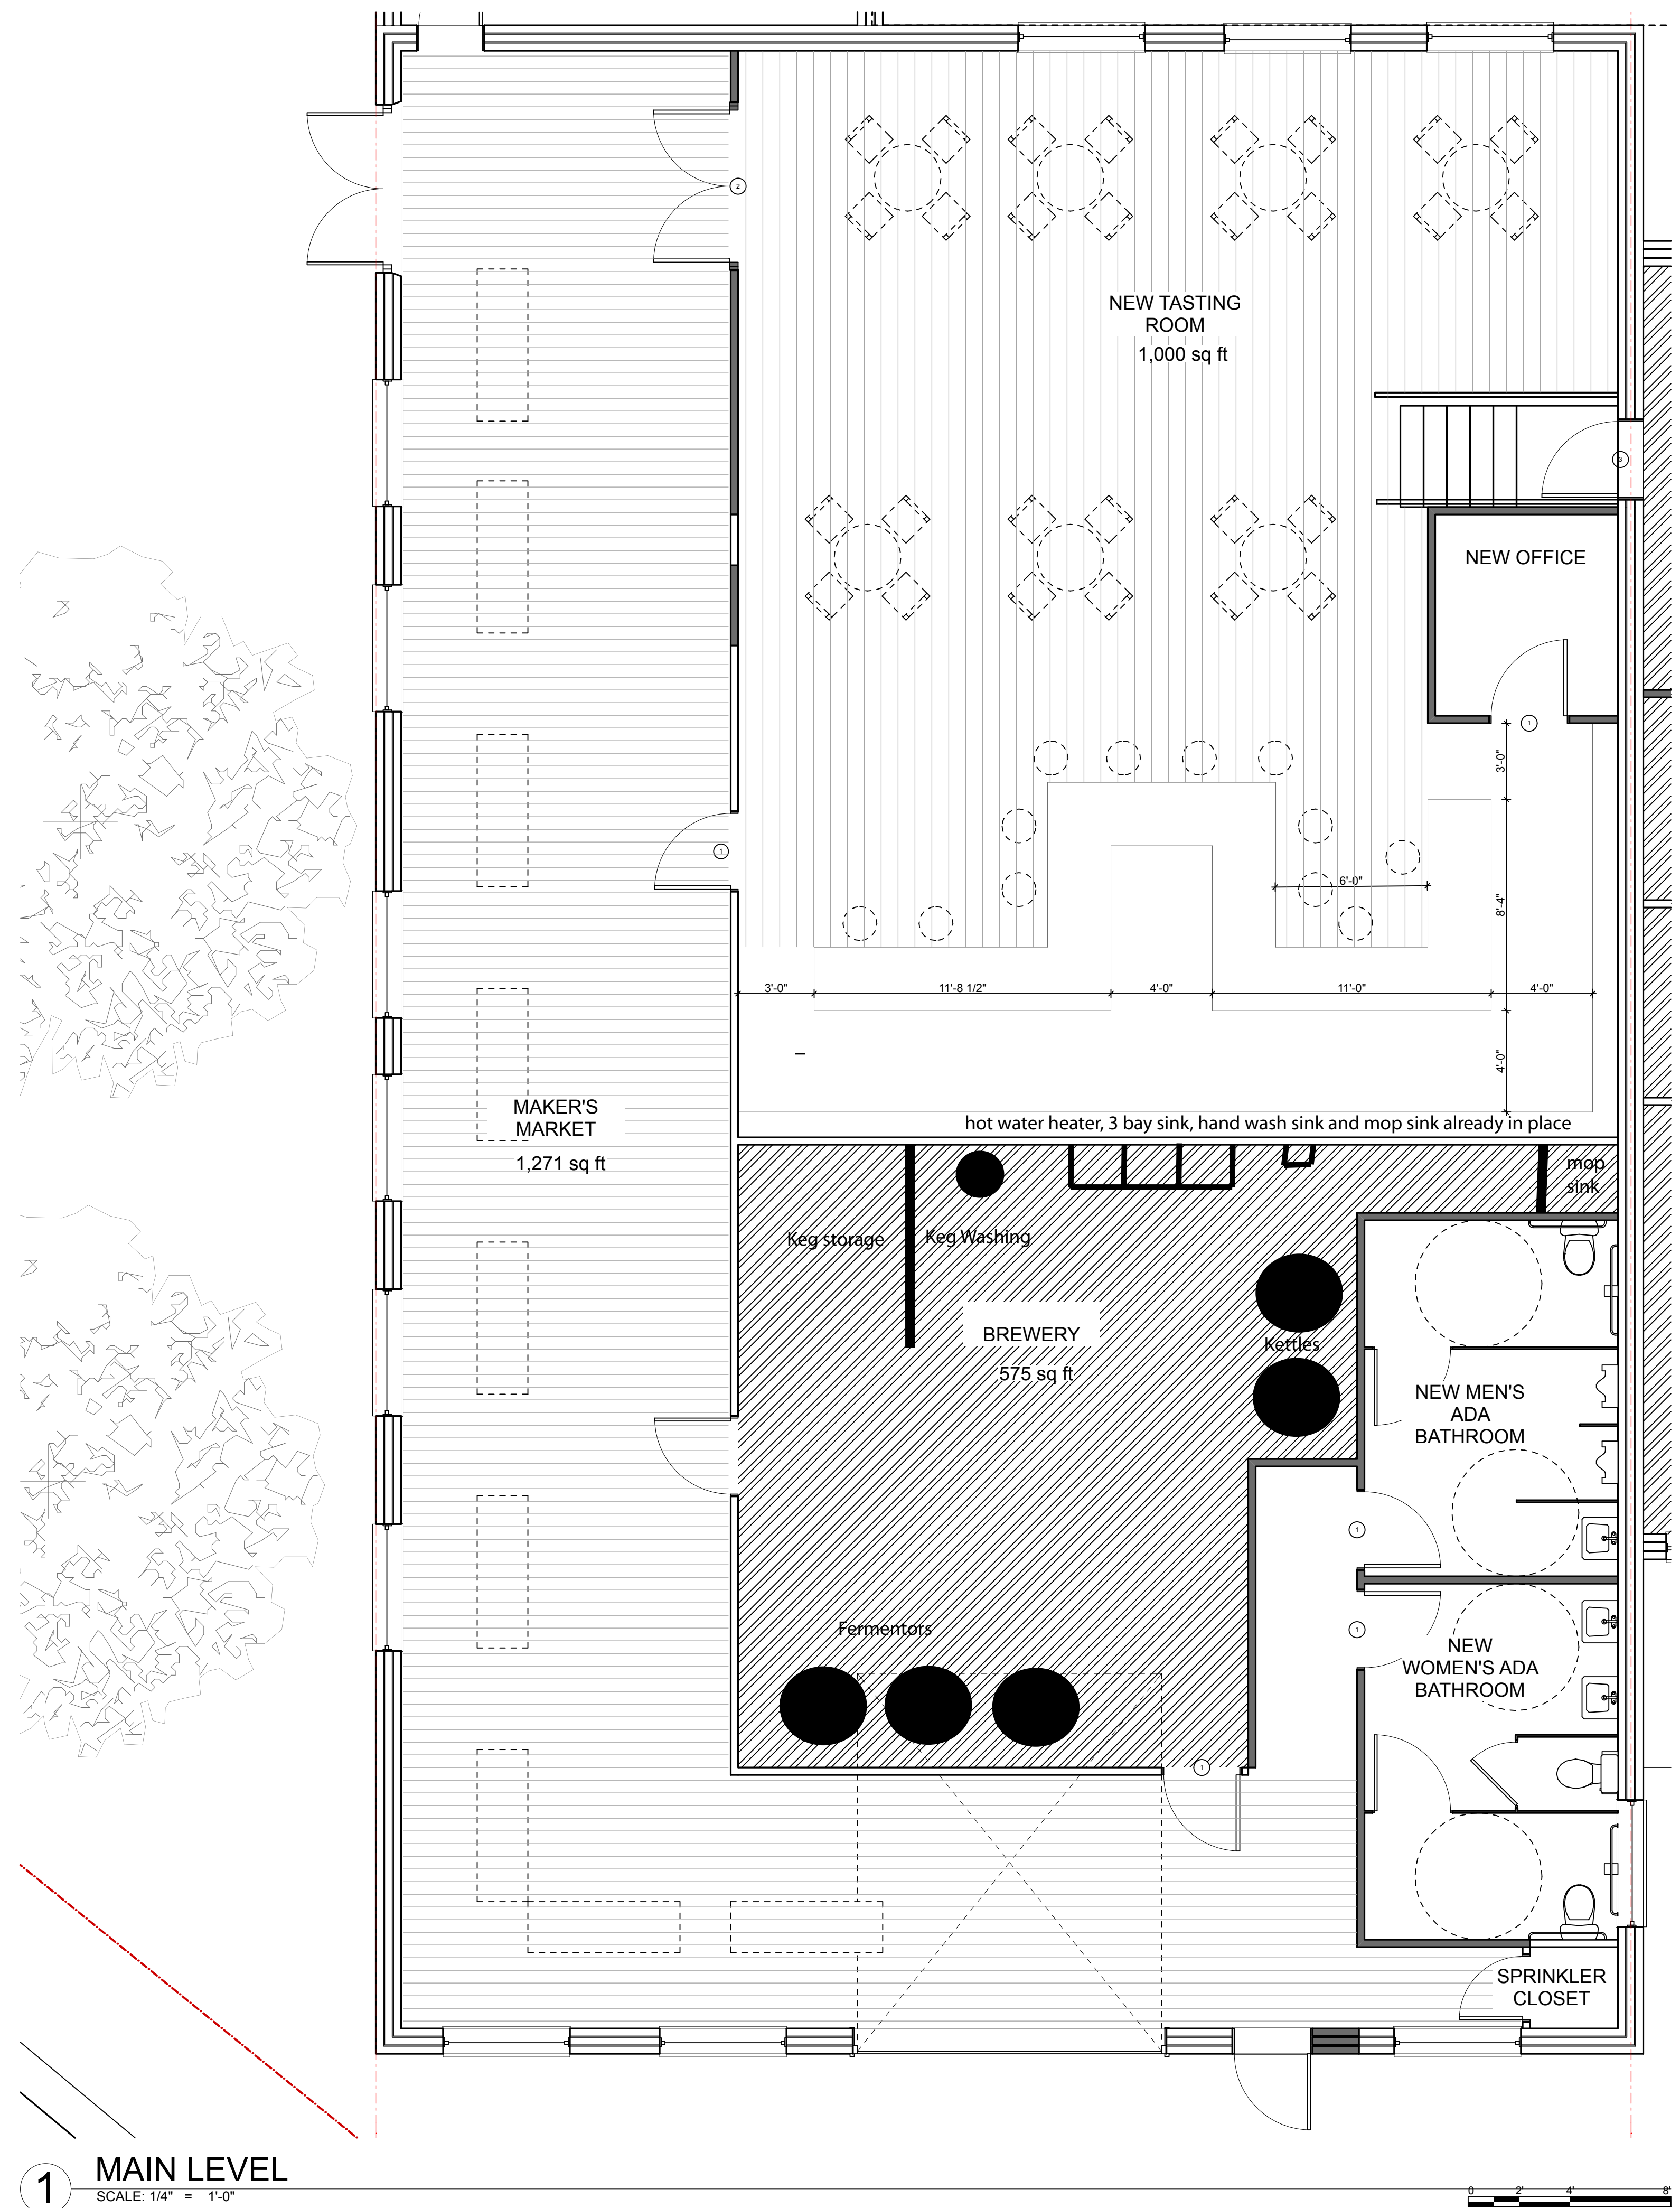 2
NEW TASTING
ROOM
1,000 sq ft
3
NEW OFFICE
1
3'-0"
1
6'-0"
8'-4"
3'-0"
11'-8 1/2"
4'-0"
11'-0"
4'-0"
4'-0"
MAKER'S
MARKET
1,271 sq ft
hot water heater, 3 bay sink, hand wash sink and mop sink already in place
mop
sink
Keg storage
Keg Washing
BREWERY
575 sq ft
Kettles
NEW MEN'S
ADA
BATHROOM
1
1
Fermentors
NEW
WOMEN'S ADA
BATHROOM
1
SPRINKLER
CLOSET
1
MAIN LEVEL
SCALE: 1/4" = 1'-0"
0 2' 4' 8'